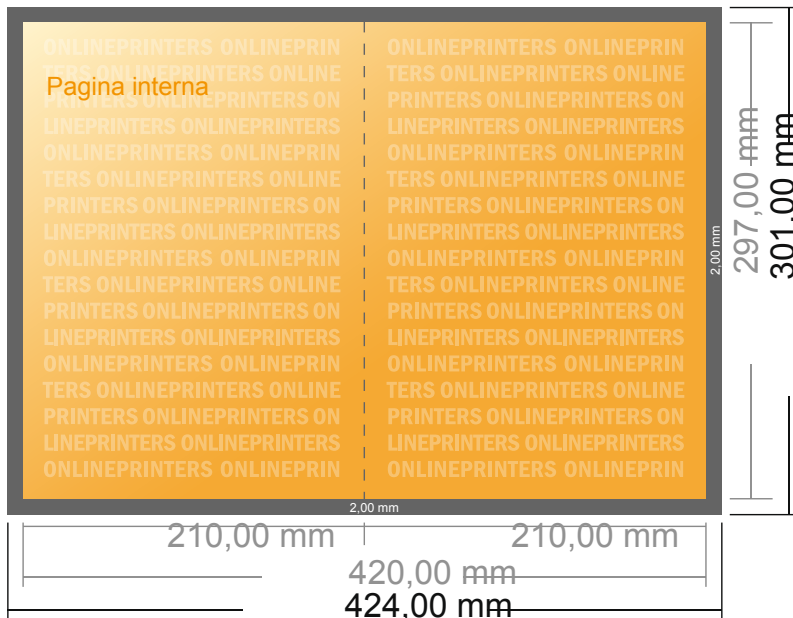 ONLINEPRINTERS ONLINEPRIN
TERS ONLINEPRINTERS ONLINE
PRINTERS ONLINEPRINTERS ON
LINEPRINTERS ONLINEPRINTERS
ONLINEPRINTERS ONLINEPRIN
TERS ONLINEPRINTERS ONLINE
PRINTERS ONLINEPRINTERS ON
LINEPRINTERS ONLINEPRINTERS
ONLINEPRINTERS ONLINEPRIN
TERS ONLINEPRINTERS ONLINE
PRINTERS ONLINEPRINTERS ON
LINEPRINTERS ONLINEPRINTERS
ONLINEPRINTERS ONLINEPRIN
TERS ONLINEPRINTERS ONLINE
PRINTERS ONLINEPRINTERS ON
LINEPRINTERS ONLINEPRINTERS
ONLINEPRINTERS ONLINEPRIN
Pagina interna
ONLINEPRINTERS ONLINEPRIN
TERS ONLINEPRINTERS ONLINE
PRINTERS ONLINEPRINTERS ON
LINEPRINTERS ONLINEPRINTERS
ONLINEPRINTERS ONLINEPRIN
TERS ONLINEPRINTERS ONLINE
PRINTERS ONLINEPRINTERS ON
LINEPRINTERS ONLINEPRINTERS
ONLINEPRINTERS ONLINEPRIN
TERS ONLINEPRINTERS ONLINE
PRINTERS ONLINEPRINTERS ON
LINEPRINTERS ONLINEPRINTERS
ONLINEPRINTERS ONLINEPRIN
TERS ONLINEPRINTERS ONLINE
PRINTERS ONLINEPRINTERS ON
LINEPRINTERS ONLINEPRINTERS
ONLINEPRINTERS ONLINEPRIN
2,00 mm
297,00 mm
301,00 mm
2,00 mm
210,00 mm
210,00 mm
420,00 mm
424,00 mm